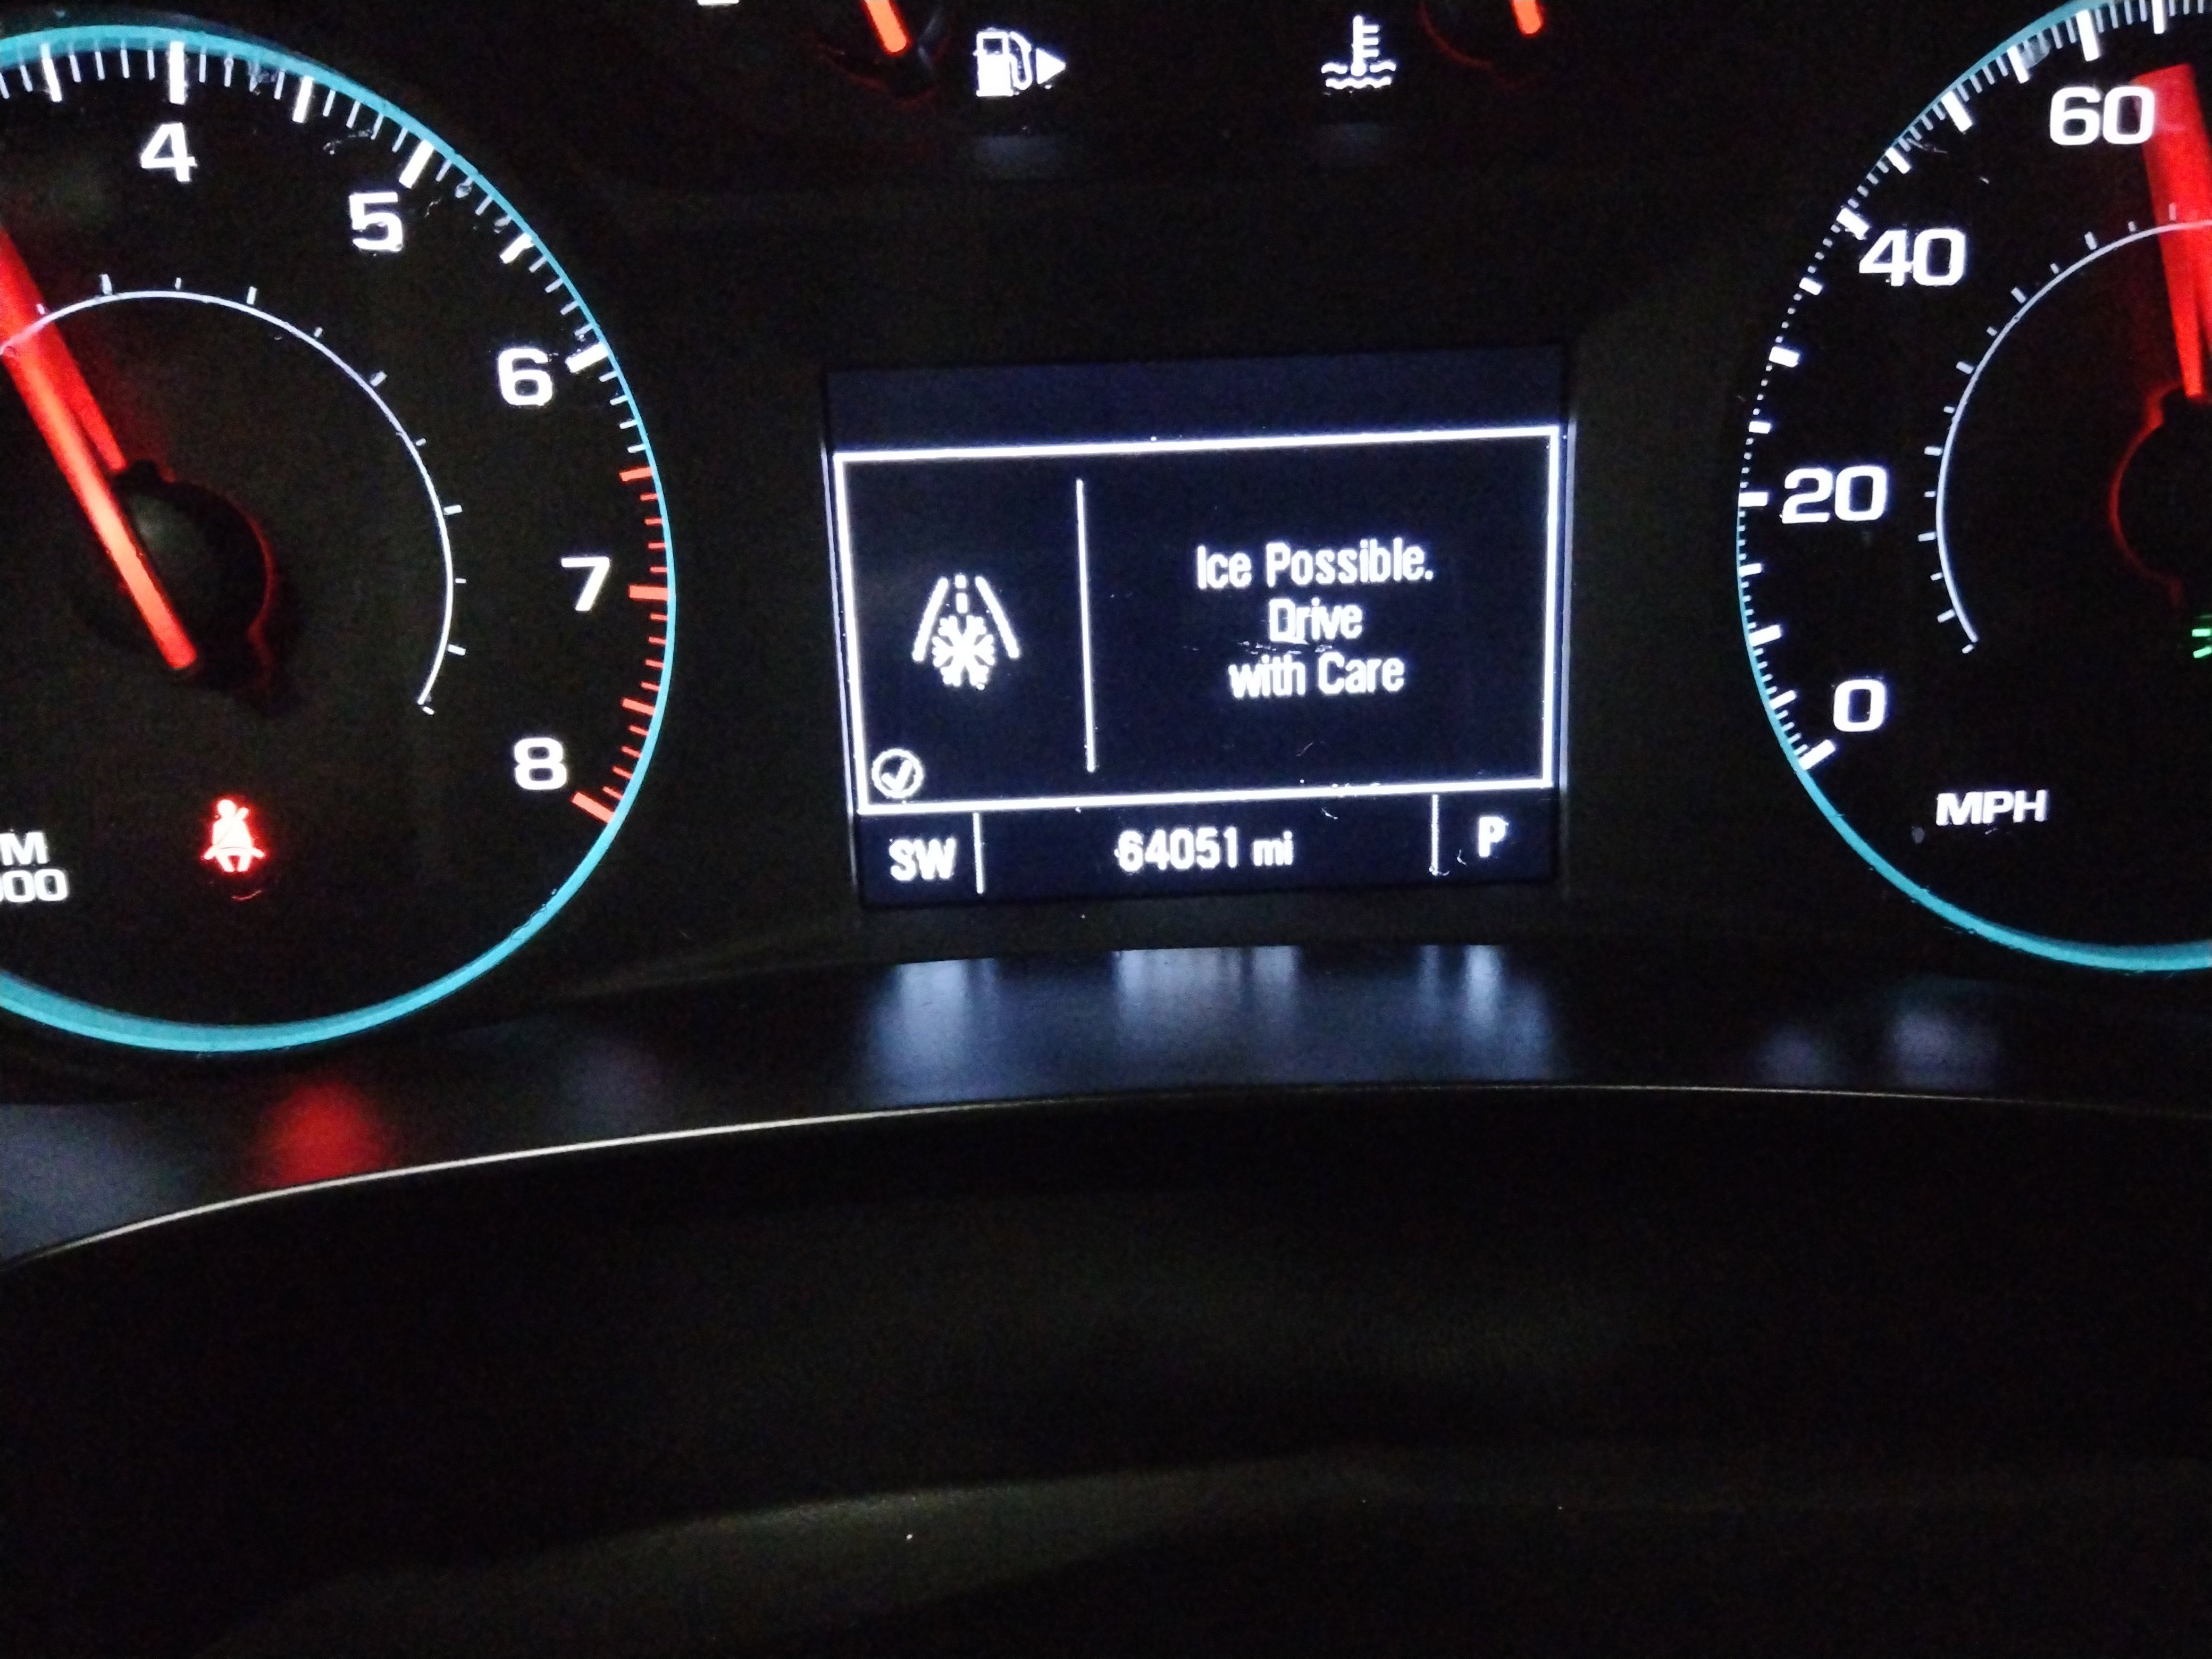 4
5
6
7
8
60
40
20
0
MPH
Ice Possible.
Drive
with Care
SW
64051 mi
P